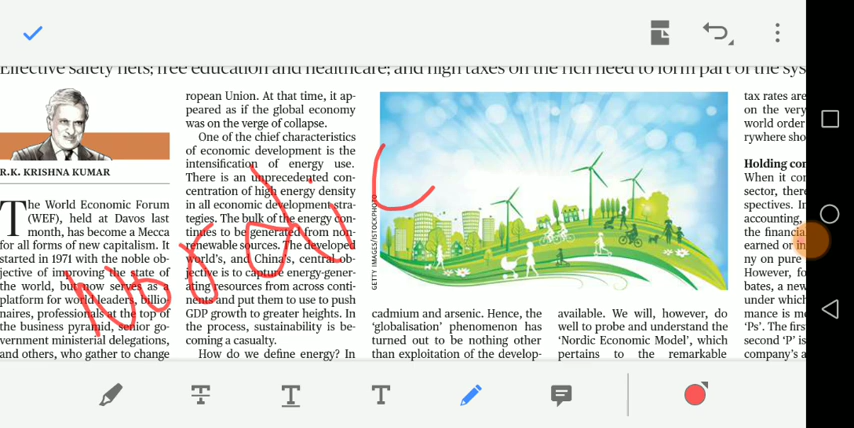 Effective safety nets; free education and healthcare; and high taxes on the rich need to form part of the sys
R.K. KRISHNA KUMAR
The World Economic Forum
(WEF), held at Davos last
month, has become a Mecca
for all forms of new capitalism. It
started in 1971 with the noble ob-
jective of improving the state of
the world, but now serves as a
platform for world leaders, billio-
naires, professionals at the top of
the business pyramid, senior go-
vernment ministerial delegations,
and others, who gather to change
ropean Union. At that time, it ap-
peared as if the global economy
was on the verge of collapse.
One of the chief characteristics
of economic development is the
intensification of energy use.
There is an unprecedented con-
centration of high energy density
in all economic development stra-
tegies. The bulk of the energy con-
tinues to be generated from non-
renewable sources. The developed
world's, and China's, central ob-
jective is to capture energy-gener-
ating resources from across conti-
nents and put them to use to push
GDP growth to greater heights. In
the process, sustainability is be-
coming a casualty.
How do we define energy? In
Nordic
GETTY IMAGES/ISTOCKPHOTO
cadmium and arsenic. Hence, the
'globalisation' phenomenon has
turned out to be nothing other
than exploitation of the develop-
available. We will, however, do
well to probe and understand the
'Nordic Economic Model', which
pertains to the remarkable
tax rates are
on the very
world order
rywhere sho
Holding con
When it con
sector, there
spectives. In
accounting,
the financia
earned or in
ny on pure
However, fo
bates, a new
under which
mance is me
'Ps'. The firs
second 'P' is
company's a
T
T
T